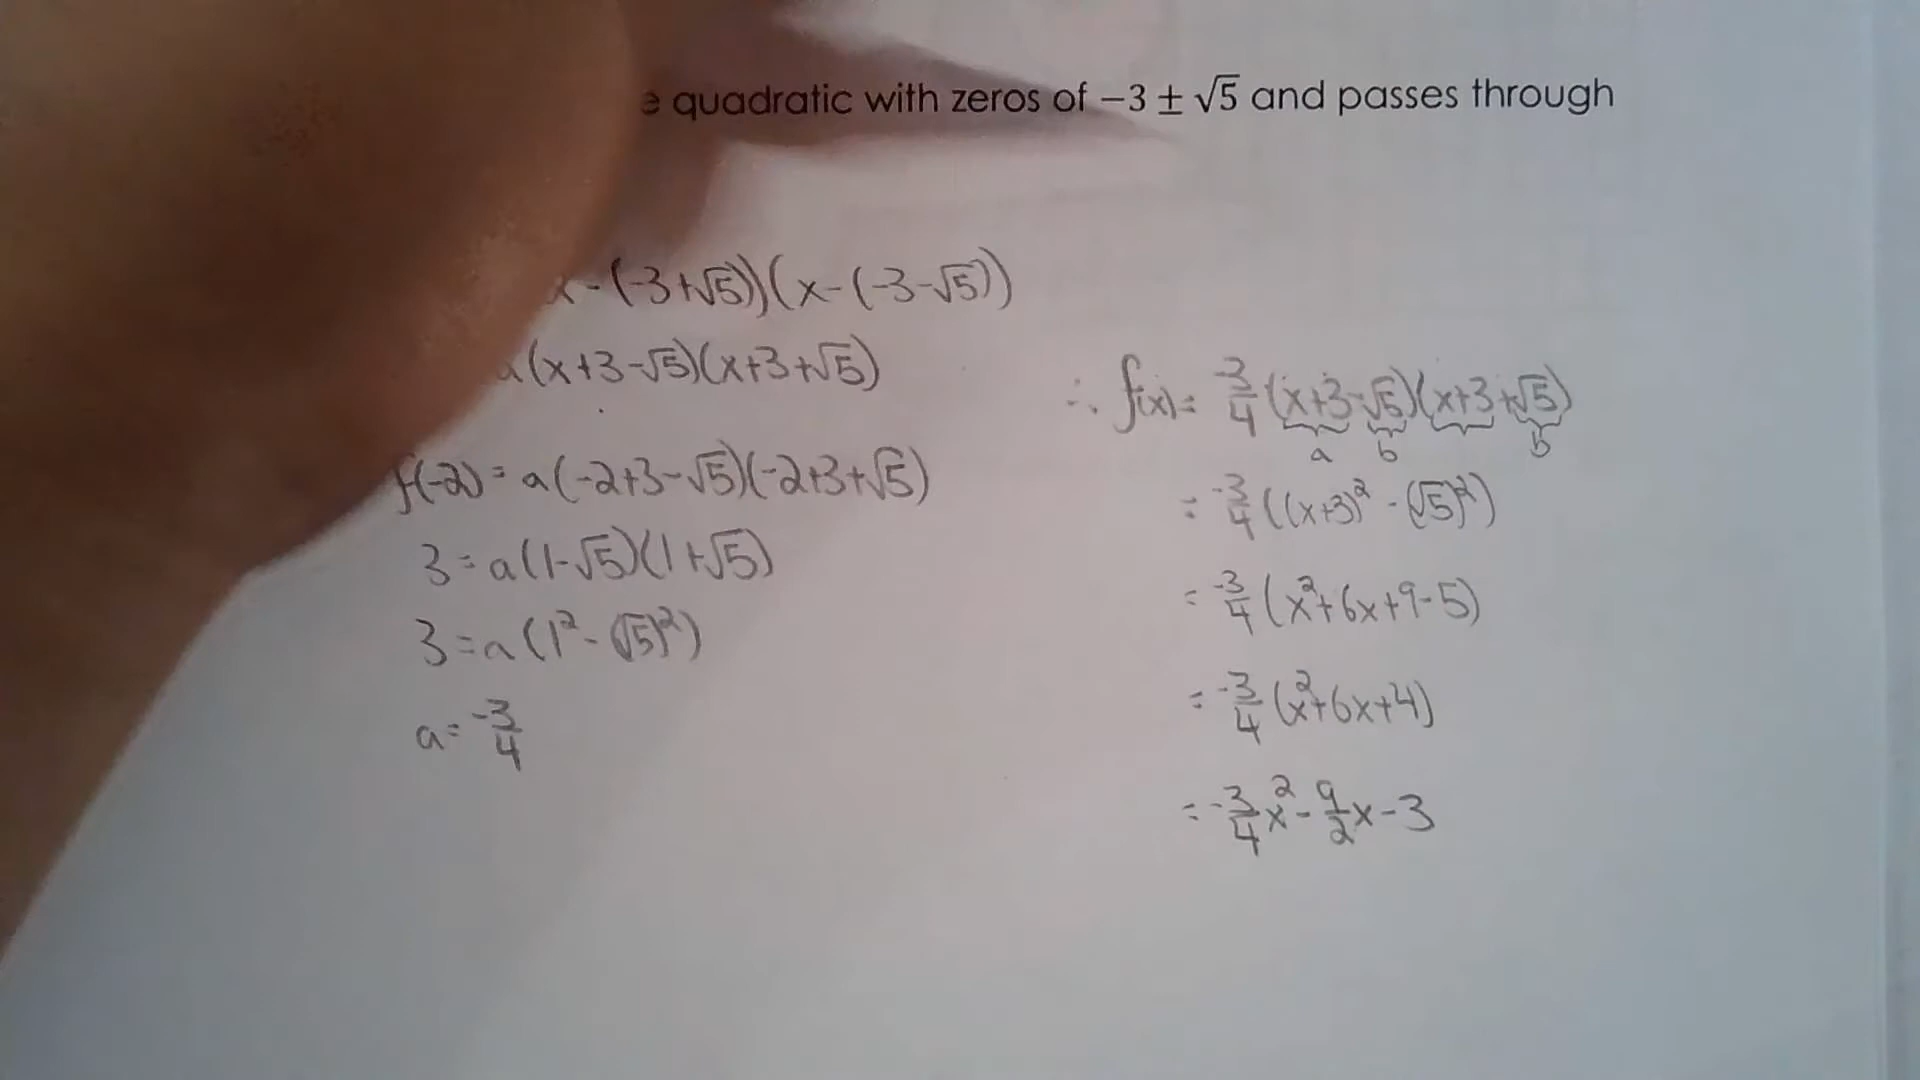 quadratic with zeros of −3 ± √5 and passes through
x-(-3+√5))(x-(-3-√5))
a(x+3-√5)(x+3+√5)
f(-2) = a(-2+3-√5)(-2+3+√5)
3=a(1-√5)(1+√5)
3=a(1²-(√5)²)
a= -3/4
∴ f(x)= -3/4 (x+3-√5)(x+3+√5)
a b b
= -3/4 ((x+3)² - (√5)²)
= -3/4 (x²+6x+9-5)
= -3/4 (x²+6x+4)
= -3/4 x² - 9/2 x - 3